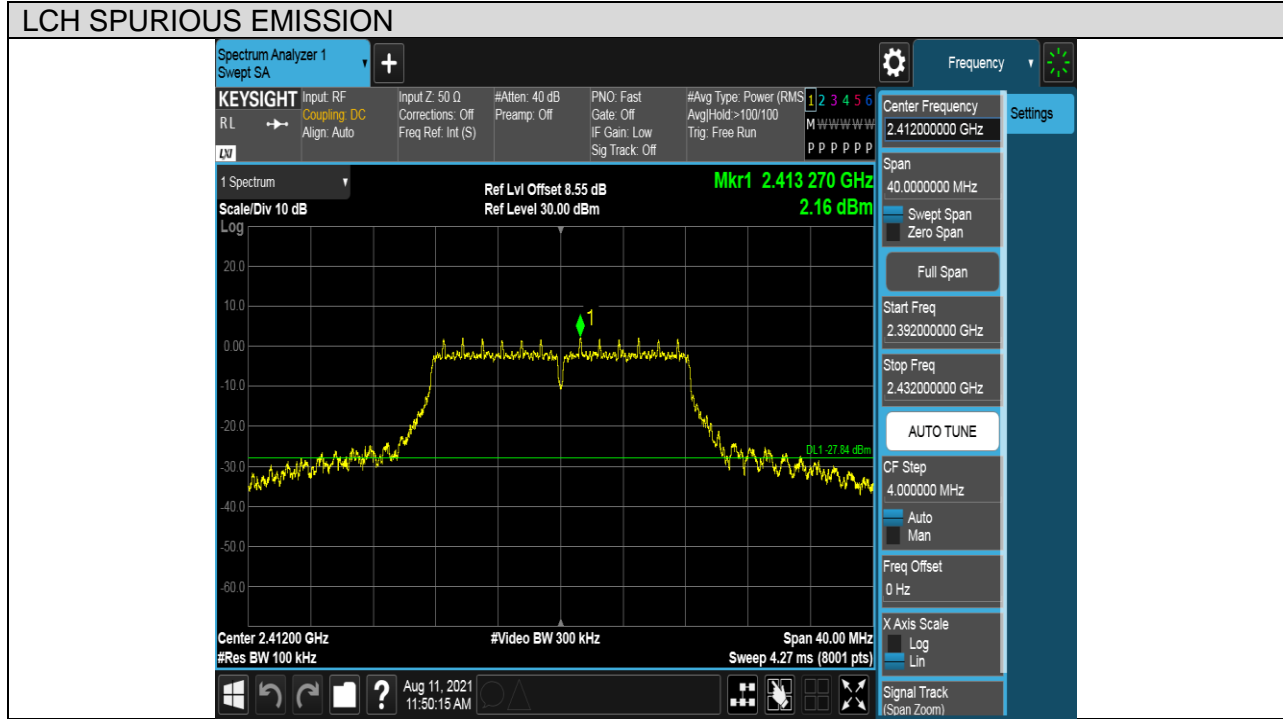 LCH SPURIOUS EMISSION
Spectrum Analyzer 1
Swept SA
+
Frequency
KEYSIGHT
RL
LXI
Input: RF
Coupling: DC
Align: Auto
Input Z: 50 Ω
Corrections: Off
Freq Ref: Int (S)
#Atten: 40 dB
Preamp: Off
PNO: Fast
Gate: Off
IF Gain: Low
Sig Track: Off
#Avg Type: Power (RMS
Avg|Hold:>100/100
Trig: Free Run
1 2 3 4 5 6
M W W W W W
P P P P P P
1 Spectrum
Scale/Div 10 dB
Log
Ref Lvl Offset 8.55 dB
Ref Level 30.00 dBm
Mkr1 2.413 270 GHz
2.16 dBm
20.0
10.0
0.00
-10.0
-20.0
-30.0
-40.0
-50.0
-60.0
1
DL1 -27.84 dBm
Center 2.41200 GHz
#Res BW 100 kHz
#Video BW 300 kHz
Span 40.00 MHz
Sweep 4.27 ms (8001 pts)
?
Aug 11, 2021
11:50:15 AM
Center Frequency
2.412000000 GHz
Settings
Span
40.0000000 MHz
Swept Span
Zero Span
Full Span
Start Freq
2.392000000 GHz
Stop Freq
2.432000000 GHz
AUTO TUNE
CF Step
4.000000 MHz
Auto
Man
Freq Offset
0 Hz
X Axis Scale
Log
Lin
Signal Track
(Span Zoom)